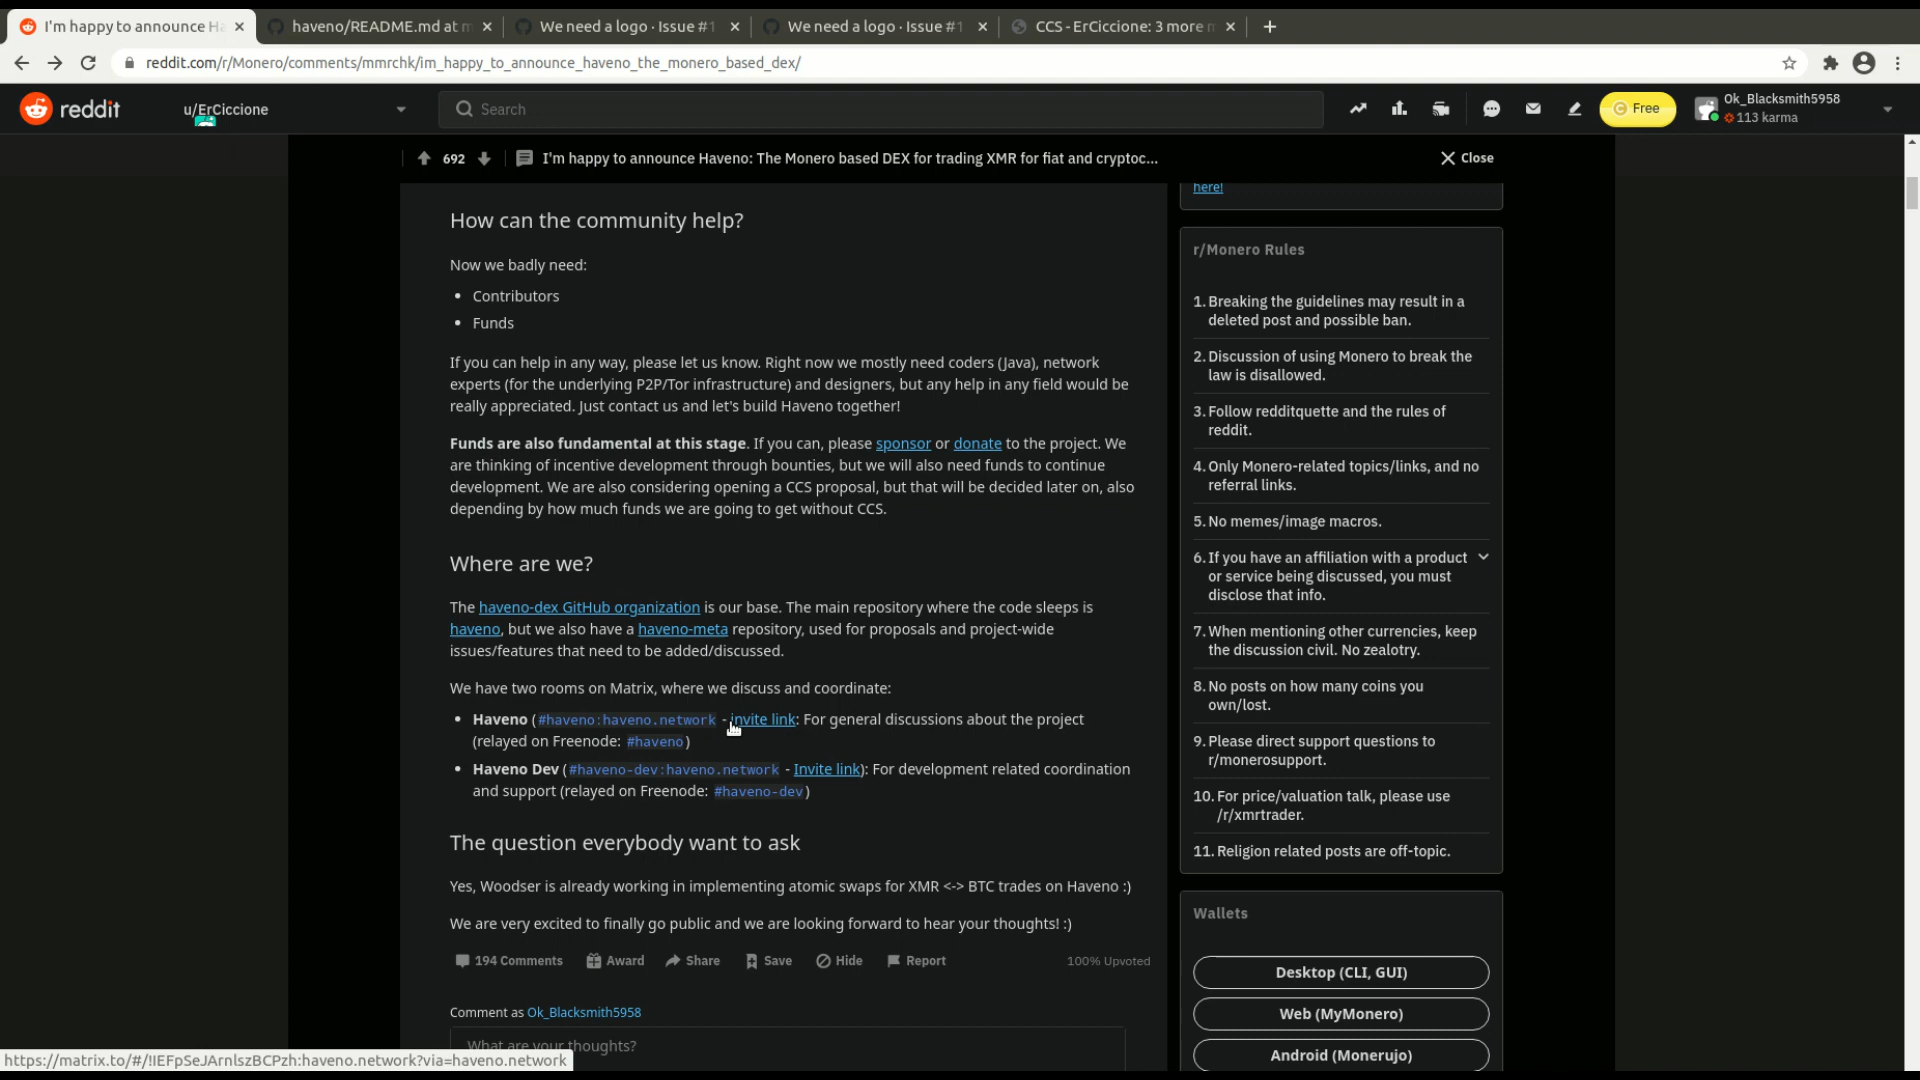 I'm happy to announce Ha
haveno/README.md at m
We need a logo · Issue #1
We need a logo · Issue #1
CCS - ErCiccione: 3 more m
reddit.com/r/Monero/comments/mmrchk/im_happy_to_announce_haveno_the_monero_based_dex/
reddit
u/ErCiccione
Search
Free
Ok_Blacksmith5958
113 karma
692
I'm happy to announce Haveno: The Monero based DEX for trading XMR for fiat and cryptoc...
Close
How can the community help?
Now we badly need:
• Contributors
• Funds
If you can help in any way, please let us know. Right now we mostly need coders (Java), network
experts (for the underlying P2P/Tor infrastructure) and designers, but any help in any field would be
really appreciated. Just contact us and let's build Haveno together!
Funds are also fundamental at this stage. If you can, please sponsor or donate to the project. We
are thinking of incentive development through bounties, but we will also need funds to continue
development. We are also considering opening a CCS proposal, but that will be decided later on, also
depending by how much funds we are going to get without CCS.
Where are we?
The haveno-dex GitHub organization is our base. The main repository where the code sleeps is
haveno, but we also have a haveno-meta repository, used for proposals and project-wide
issues/features that need to be added/discussed.
We have two rooms on Matrix, where we discuss and coordinate:
• Haveno (#haveno:haveno.network - invite link: For general discussions about the project
(relayed on Freenode: #haveno)
• Haveno Dev (#haveno-dev:haveno.network - Invite link): For development related coordination
and support (relayed on Freenode: #haveno-dev)
The question everybody want to ask
Yes, Woodser is already working in implementing atomic swaps for XMR <-> BTC trades on Haveno :)
We are very excited to finally go public and we are looking forward to hear your thoughts! :)
194 Comments
Award
Share
Save
Hide
Report
100% Upvoted
Comment as Ok_Blacksmith5958
What are your thoughts?
https://matrix.to/#/!IEFpSeJArnlszBCPzh:haveno.network?via=haveno.network
here!
r/Monero Rules
1. Breaking the guidelines may result in a
deleted post and possible ban.
2. Discussion of using Monero to break the
law is disallowed.
3. Follow redditquette and the rules of
reddit.
4. Only Monero-related topics/links, and no
referral links.
5. No memes/image macros.
6. If you have an affiliation with a product
or service being discussed, you must
disclose that info.
7. When mentioning other currencies, keep
the discussion civil. No zealotry.
8. No posts on how many coins you
own/lost.
9. Please direct support questions to
r/monerosupport.
10. For price/valuation talk, please use
/r/xmrtrader.
11. Religion related posts are off-topic.
Wallets
Desktop (CLI, GUI)
Web (MyMonero)
Android (Monerujo)